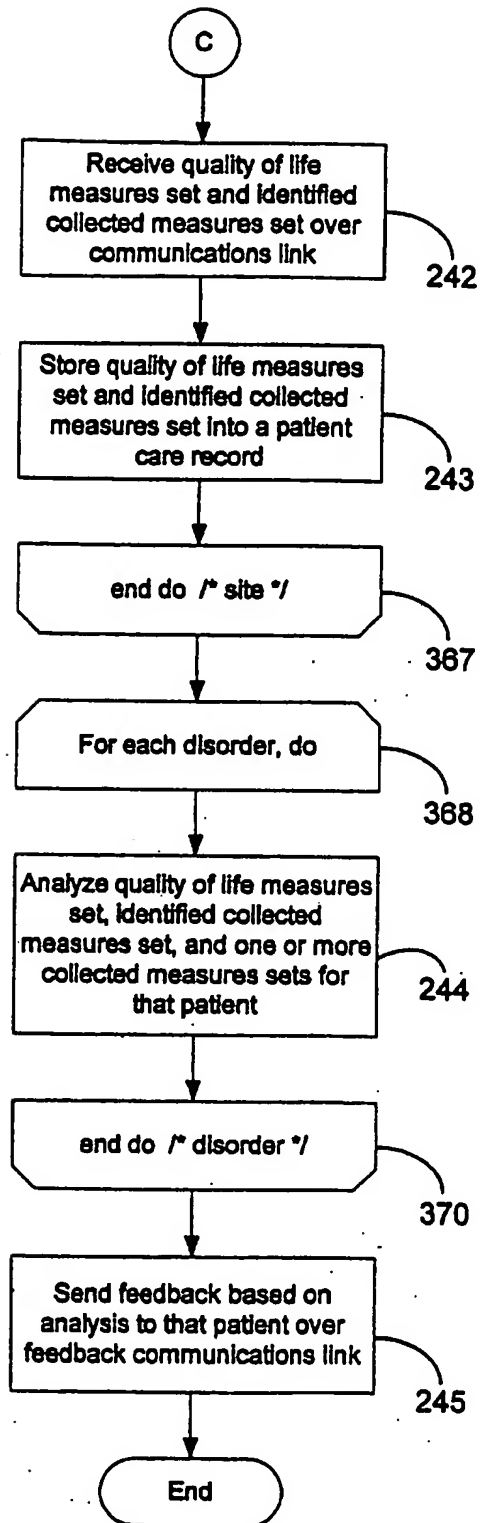 C
Receive quality of life
measures set and identified
collected measures set over
communications link
242
Store quality of life measures
set and identified collected
measures set into a patient
care record
243
end do /* site */
367
For each disorder, do
368
Analyze quality of life measures
set, identified collected
measures set, and one or more
collected measures sets for
that patient
244
end do /* disorder */
370
Send feedback based on
analysis to that patient over
feedback communications link
245
End